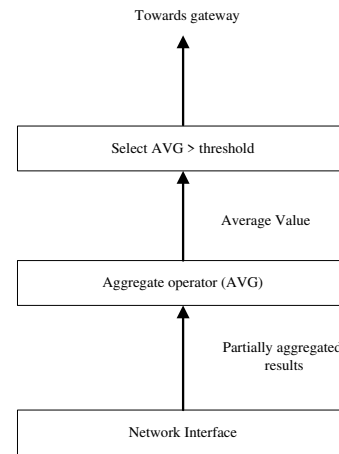 Towards gateway
Select AVG > threshold
Average Value
Aggregate operator (AVG)
Partially aggregated
results
Network Interface